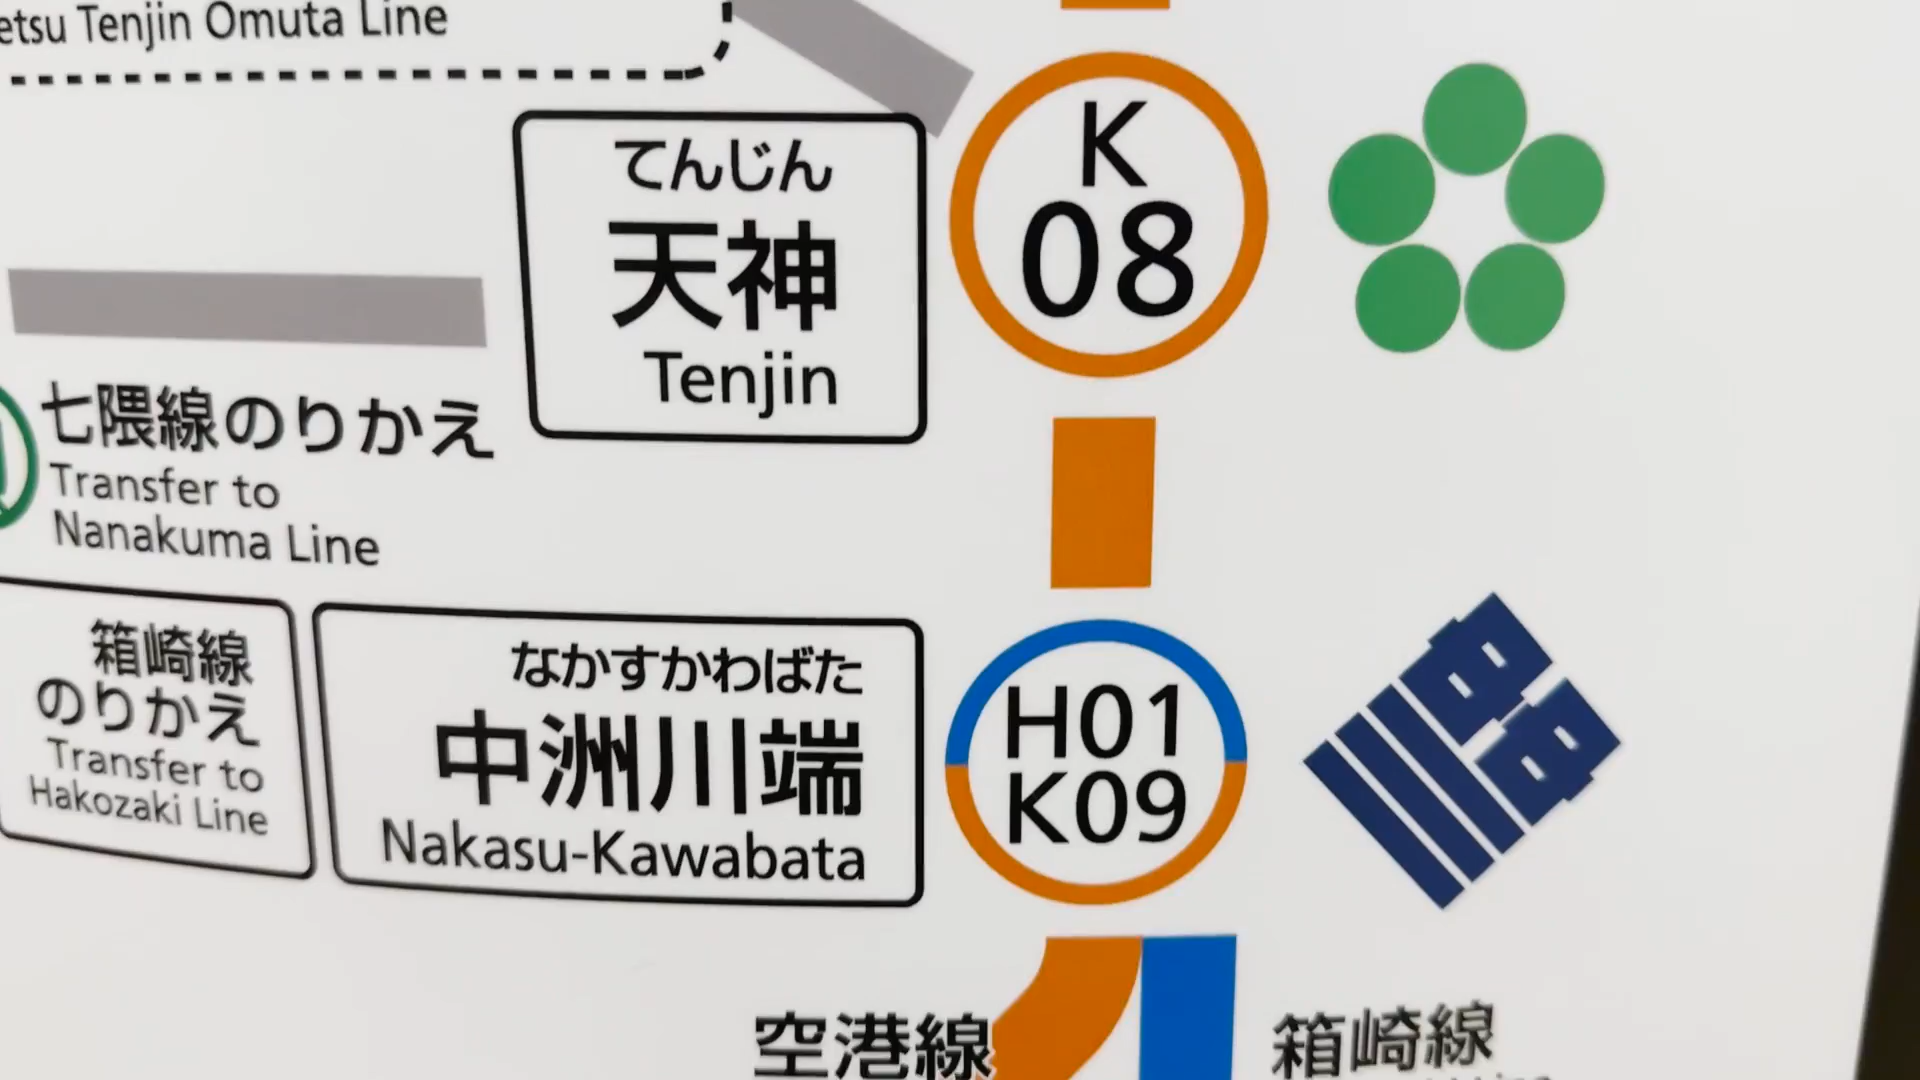 Tenjin Omuta Line
てんじん
天神
Tenjin
K
08
七隈線のりかえ
Transfer to
Nanakuma Line
箱崎線
のりかえ
Transfer to
Hakozaki Line
なかすかわばた
中洲川端
Nakasu-Kawabata
H01
K09
空港線
箱崎線